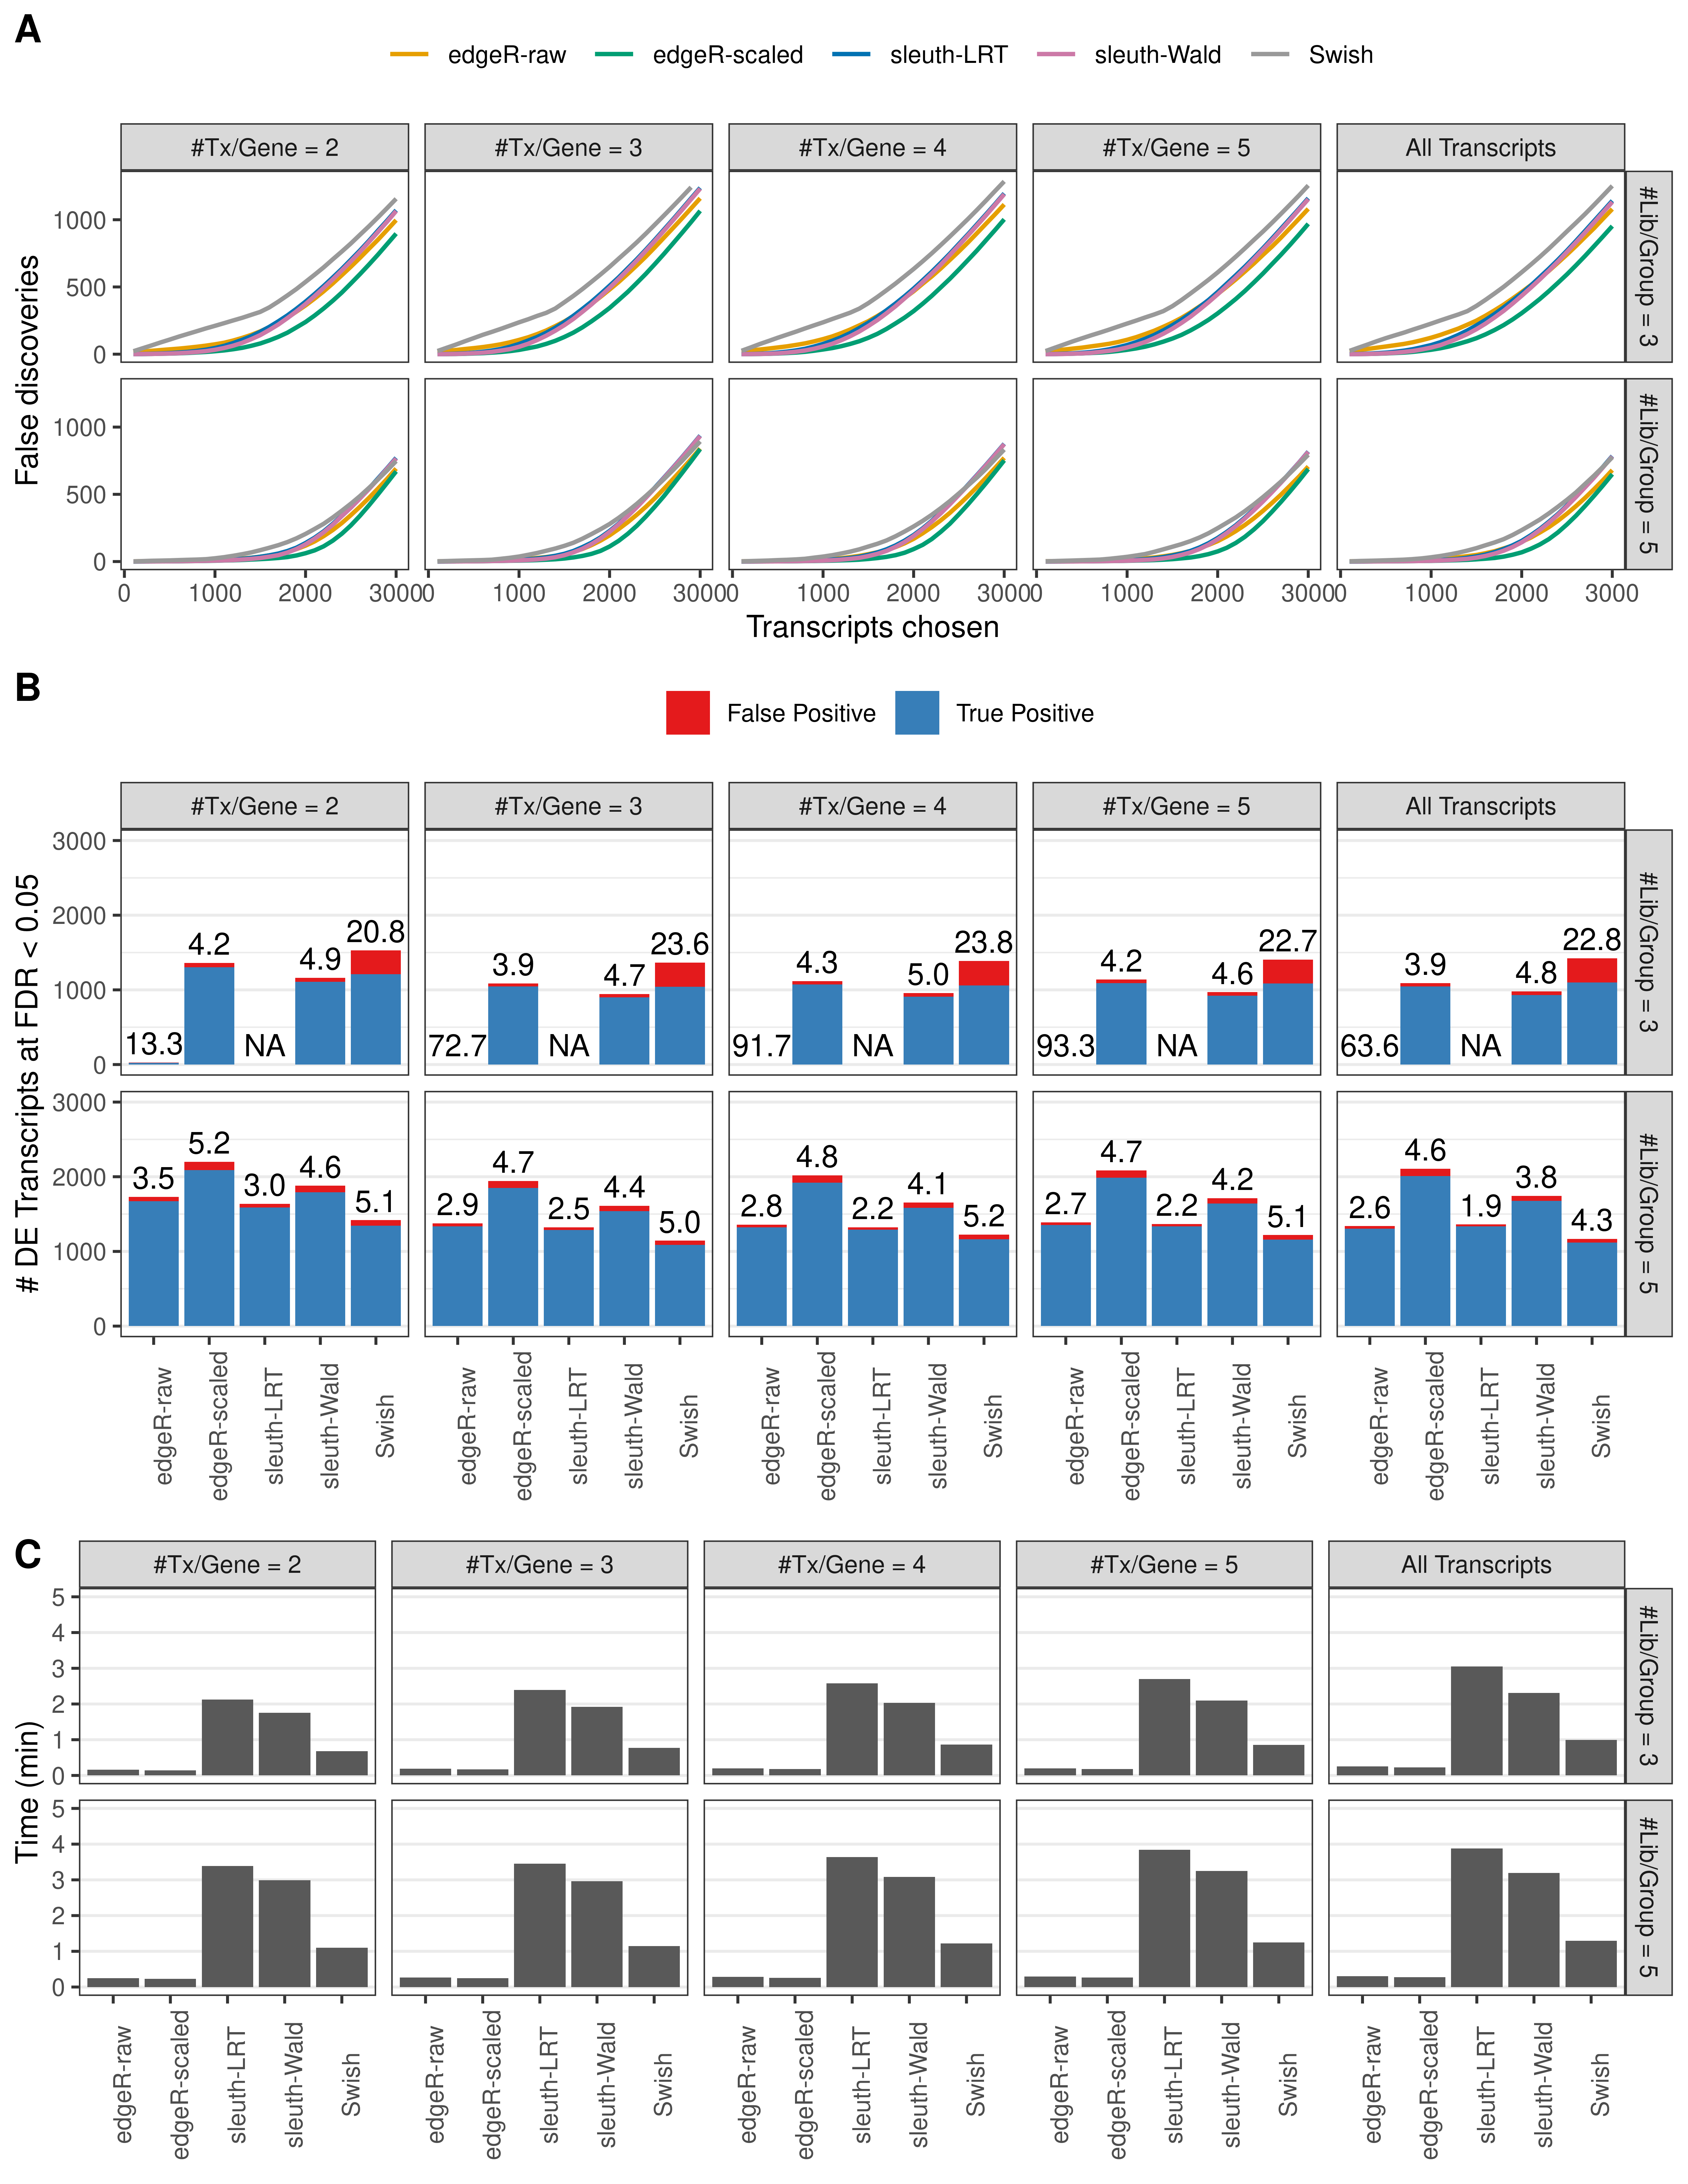 A
edgeR-raw edgeR-scaled sleuth-LRT sleuth-Wald Swish
#Tx/Gene = 2 #Tx/Gene = 3 #Tx/Gene = 4 #Tx/Gene = 5 All Transcripts
False discoveries
1000
500
0
#Lib/Group = 3
1000
500
0
#Lib/Group = 5
0 1000 2000 3000 0 1000 2000 3000 0 1000 2000 3000 0 1000 2000 3000 0 1000 2000 3000
Transcripts chosen
B
False Positive True Positive
#Tx/Gene = 2 #Tx/Gene = 3 #Tx/Gene = 4 #Tx/Gene = 5 All Transcripts
# DE Transcripts at FDR < 0.05
3000
2000
1000
0
13.3 4.2 NA 4.9 20.8
72.7 3.9 NA 4.7 23.6
91.7 4.3 NA 5.0 23.8
93.3 4.2 NA 4.6 22.7
63.6 3.9 NA 4.8 22.8
#Lib/Group = 3
3000
2000
1000
0
3.5 5.2 3.0 4.6 5.1
2.9 4.7 2.5 4.4 5.0
2.8 4.8 2.2 4.1 5.2
2.7 4.7 2.2 4.2 5.1
2.6 4.6 1.9 3.8 4.3
#Lib/Group = 5
edgeR-raw edgeR-scaled sleuth-LRT sleuth-Wald Swish
edgeR-raw edgeR-scaled sleuth-LRT sleuth-Wald Swish
edgeR-raw edgeR-scaled sleuth-LRT sleuth-Wald Swish
edgeR-raw edgeR-scaled sleuth-LRT sleuth-Wald Swish
edgeR-raw edgeR-scaled sleuth-LRT sleuth-Wald Swish
C
#Tx/Gene = 2 #Tx/Gene = 3 #Tx/Gene = 4 #Tx/Gene = 5 All Transcripts
Time (min)
5
4
3
2
1
0
#Lib/Group = 3
5
4
3
2
1
0
#Lib/Group = 5
edgeR-raw edgeR-scaled sleuth-LRT sleuth-Wald Swish
edgeR-raw edgeR-scaled sleuth-LRT sleuth-Wald Swish
edgeR-raw edgeR-scaled sleuth-LRT sleuth-Wald Swish
edgeR-raw edgeR-scaled sleuth-LRT sleuth-Wald Swish
edgeR-raw edgeR-scaled sleuth-LRT sleuth-Wald Swish